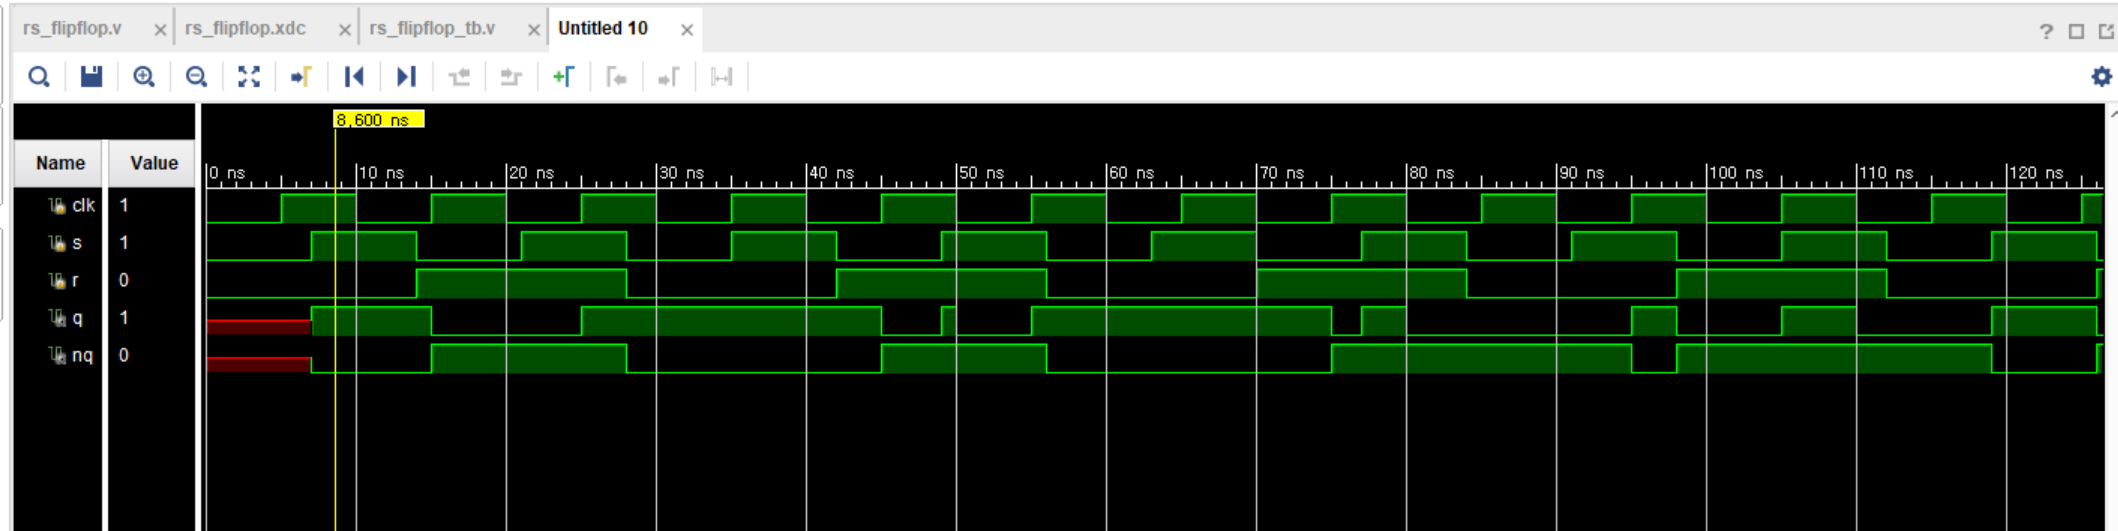 rs_flipflop.v × rs_flipflop.xdc × rs_flipflop_tb.v × Untitled 10 ×
?
8,600 ns
Name Value
0 ns 10 ns 20 ns 30 ns 40 ns 50 ns 60 ns 70 ns 80 ns 90 ns 100 ns 110 ns 120 ns
clk 1
s 1
r 0
q 1
nq 0